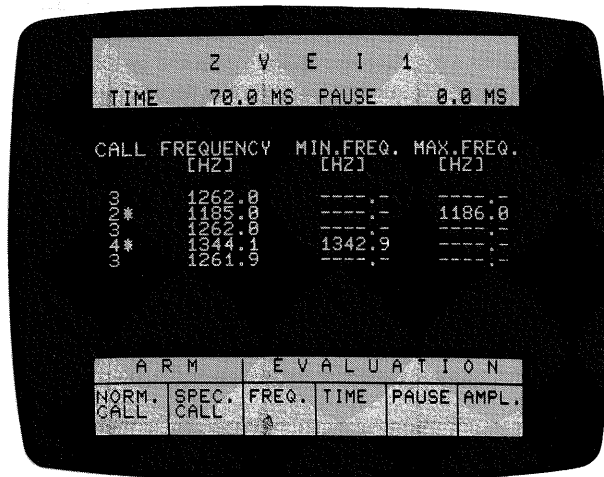 Z V E I 1
TIME 70.0 MS PAUSE 0.0 MS
CALL FREQUENCY MIN.FREQ. MAX.FREQ.
[HZ] [HZ] [HZ]
3 1262.0 ----.- ----.-
2* 1185.0 ----.- 1186.0
3 1262.0 ----.- ----.-
4* 1344.1 1342.9 ----.-
3 1261.9 ----.- ----.-
ARM EVALUATION
NORM. SPEC. FREQ. TIME PAUSE AMPL.
CALL CALL